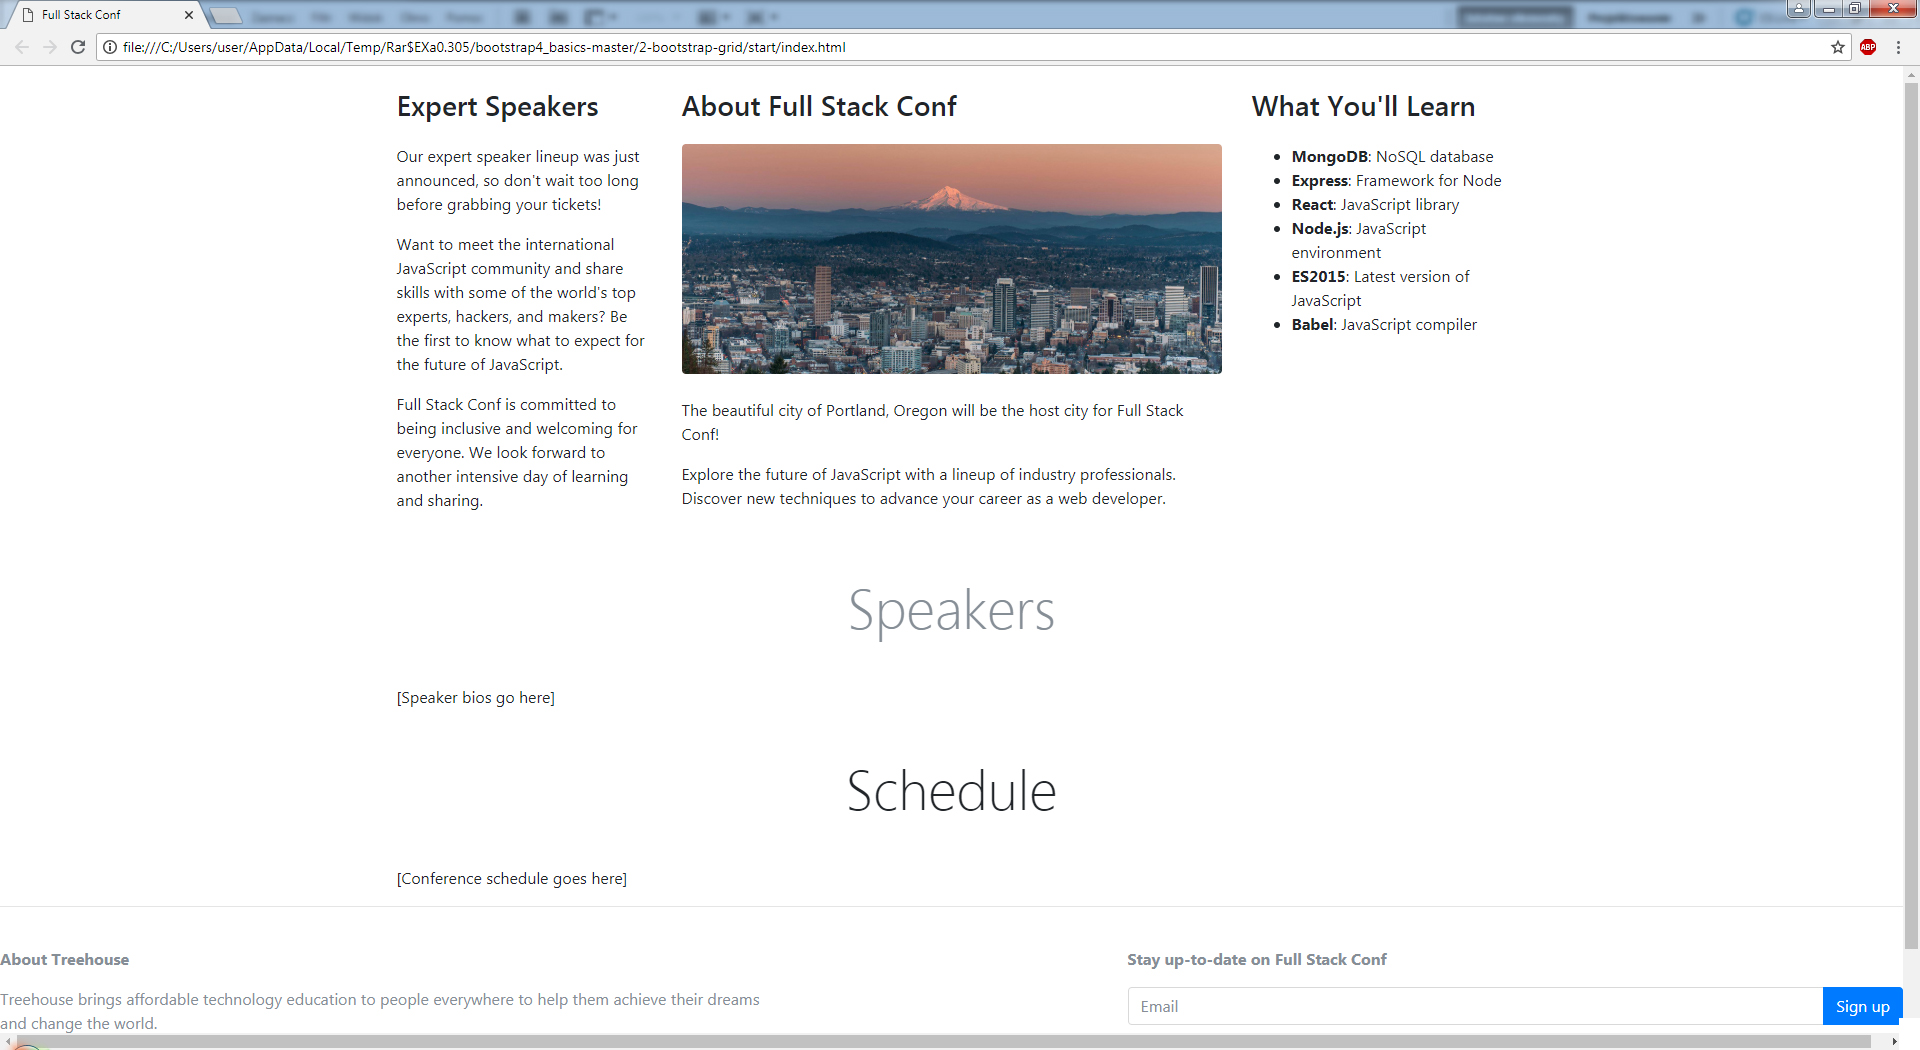 Full Stack Conf
file:///C:/Users/user/AppData/Local/Temp/Rar$EXa0.305/bootstrap4_basics-master/2-bootstrap-grid/start/index.html
ABP
Expert Speakers
Our expert speaker lineup was just
announced, so don't wait too long
before grabbing your tickets!
Want to meet the international
JavaScript community and share
skills with some of the world's top
experts, hackers, and makers? Be
the first to know what to expect for
the future of JavaScript.
Full Stack Conf is committed to
being inclusive and welcoming for
everyone. We look forward to
another intensive day of learning
and sharing.
About Full Stack Conf
The beautiful city of Portland, Oregon will be the host city for Full Stack
Conf!
Explore the future of JavaScript with a lineup of industry professionals.
Discover new techniques to advance your career as a web developer.
What You'll Learn
• MongoDB: NoSQL database
• Express: Framework for Node
• React: JavaScript library
• Node.js: JavaScript
environment
• ES2015: Latest version of
JavaScript
• Babel: JavaScript compiler
Speakers
[Speaker bios go here]
Schedule
[Conference schedule goes here]
About Treehouse
Treehouse brings affordable technology education to people everywhere to help them achieve their dreams
and change the world.
Stay up-to-date on Full Stack Conf
Email
Sign up